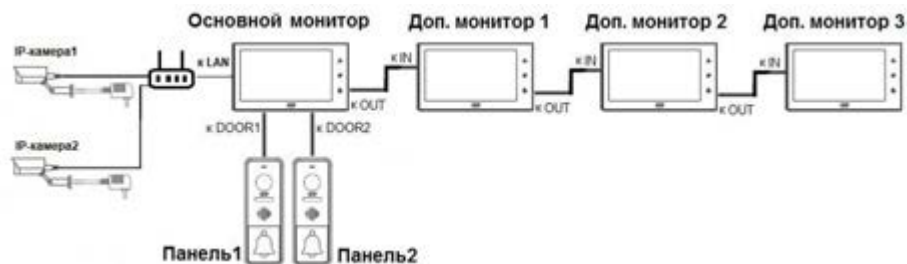 Основной монитор
Доп. монитор 1
Доп. монитор 2
Доп. монитор 3
IP-камера1
к LAN
к IN
к IN
к IN
к OUT
к OUT
к OUT
к DOOR1
к DOOR2
IP-камера2
Панель1
Панель2